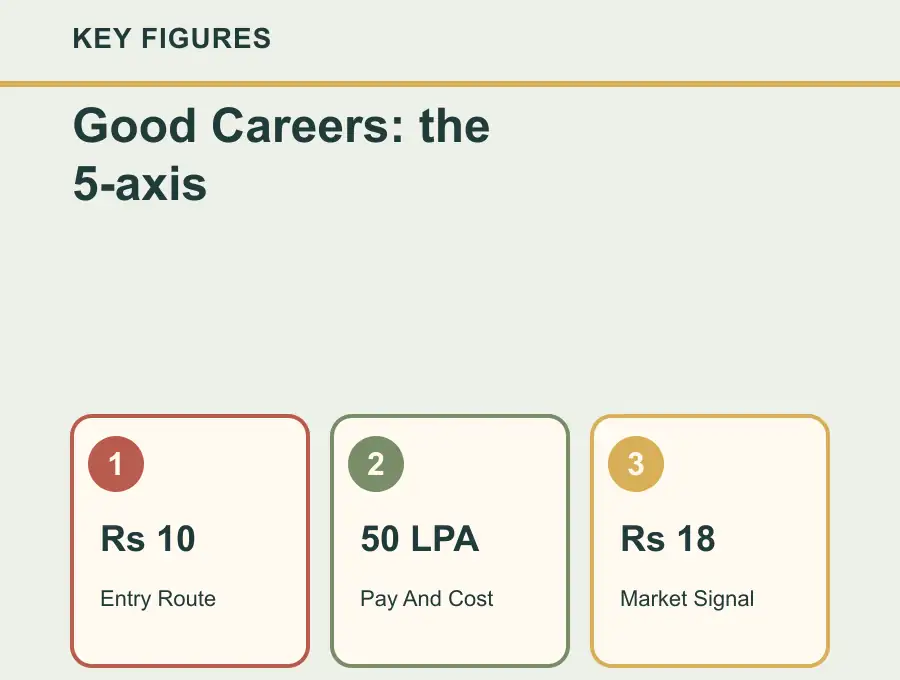 KEY FIGURES
Good Careers: the
5-axis
1
Rs 10
Entry Route
2
50 LPA
Pay And Cost
3
Rs 18
Market Signal